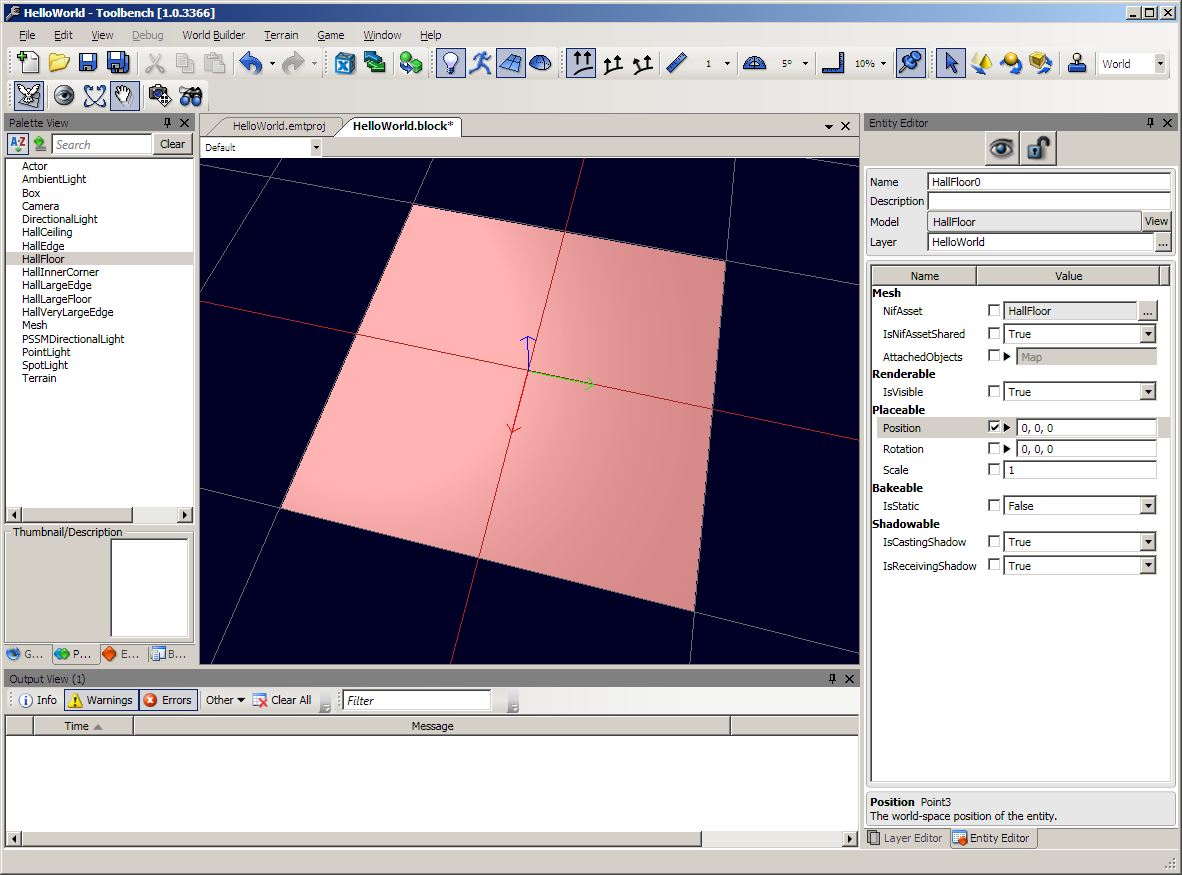 HelloWorld - Toolbench [1.0.3366]
File Edit View Debug World Builder Terrain Game Window Help
1 5° 10% World
Palette View
Search Clear
Actor
AmbientLight
Box
Camera
DirectionalLight
HallCeiling
HallEdge
HallFloor
HallInnerCorner
HallLargeEdge
HallLargeFloor
HallVeryLargeEdge
Mesh
PSSMDirectionalLight
PointLight
SpotLight
Terrain
Thumbnail/Description
G... P... E... B...
HelloWorld.emtproj HelloWorld.block*
Default
Entity Editor
Name HallFloor0
Description
Model HallFloor View
Layer HelloWorld ...
Name Value
Mesh
NifAsset HallFloor ...
IsNifAssetShared True
AttachedObjects Map
Renderable
IsVisible True
Placeable
Position 0, 0, 0
Rotation 0, 0, 0
Scale 1
Bakeable
IsStatic False
Shadowable
IsCastingShadow True
IsReceivingShadow True
Position Point3
The world-space position of the entity.
Layer Editor Entity Editor
Output View (1)
Info Warnings Errors Other Clear All Filter
Time Message